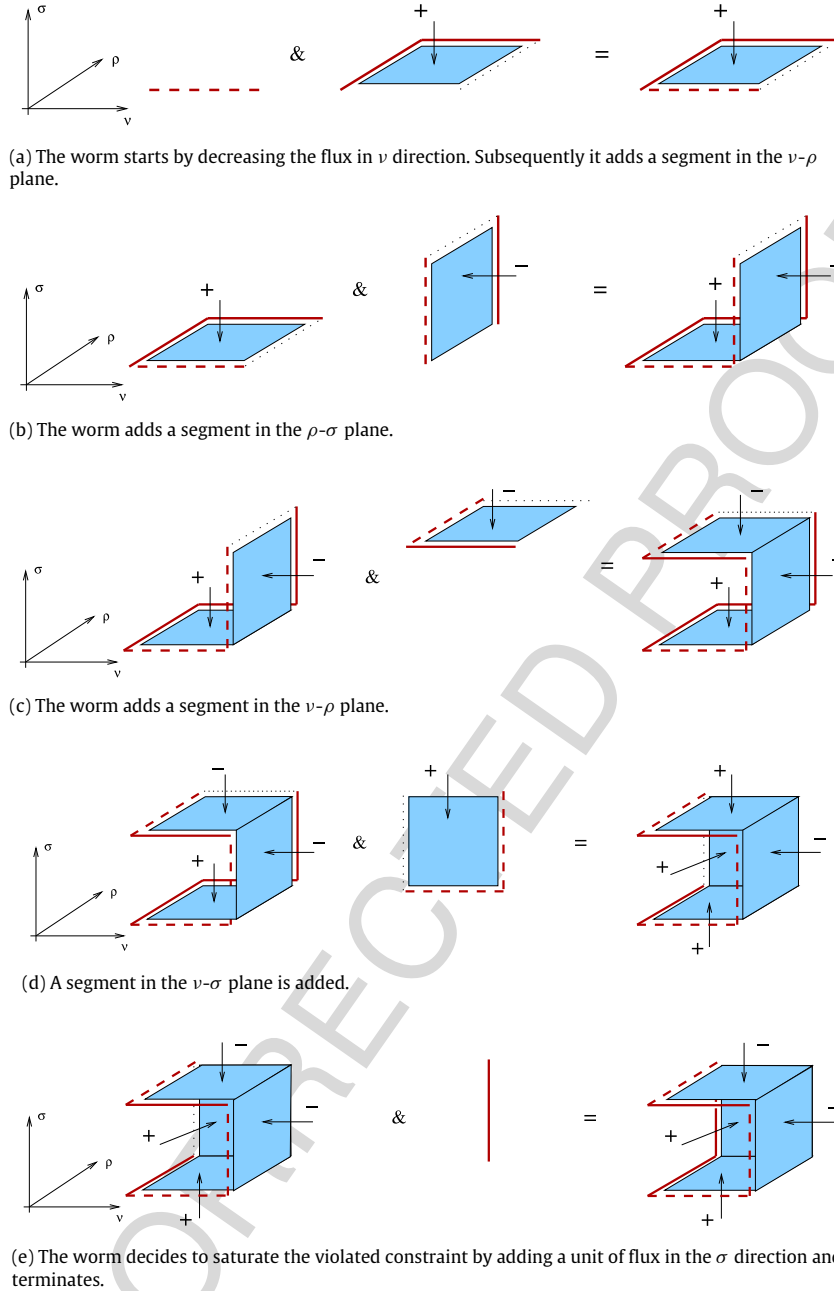 σ
ρ
ν
&
+
=
+
(a) The worm starts by decreasing the flux in ν direction. Subsequently it adds a segment in the ν-ρ
plane.
σ
ρ
ν
+
&
−
=
+
−
(b) The worm adds a segment in the ρ-σ plane.
σ
ρ
ν
+
−
&
−
=
−
+
−
(c) The worm adds a segment in the ν-ρ plane.
σ
ρ
ν
−
+
−
&
+
=
+
−
+
+
(d) A segment in the ν-σ plane is added.
σ
ρ
ν
−
−
+
+
&
=
−
−
+
+
(e) The worm decides to saturate the violated constraint by adding a unit of flux in the σ direction and
terminates.
ORRECTED PROO